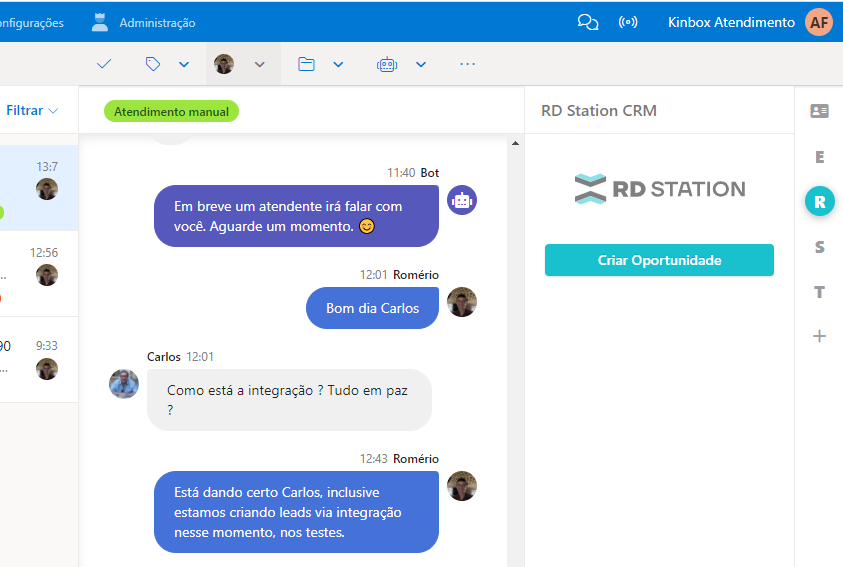 onfigurações
Administração
Kinbox Atendimento
AF
Filtrar
Atendimento manual
RD Station CRM
13:7
12:56
...
90
9:33
...
11:40 Bot
Em breve um atendente irá falar com
você. Aguarde um momento. 😊
12:01 Romério
Bom dia Carlos
Carlos 12:01
Como está a integração ? Tudo em paz
?
12:43 Romério
Está dando certo Carlos, inclusive
estamos criando leads via integração
nesse momento, nos testes.
RD STATION
Criar Oportunidade
E
R
S
T
+